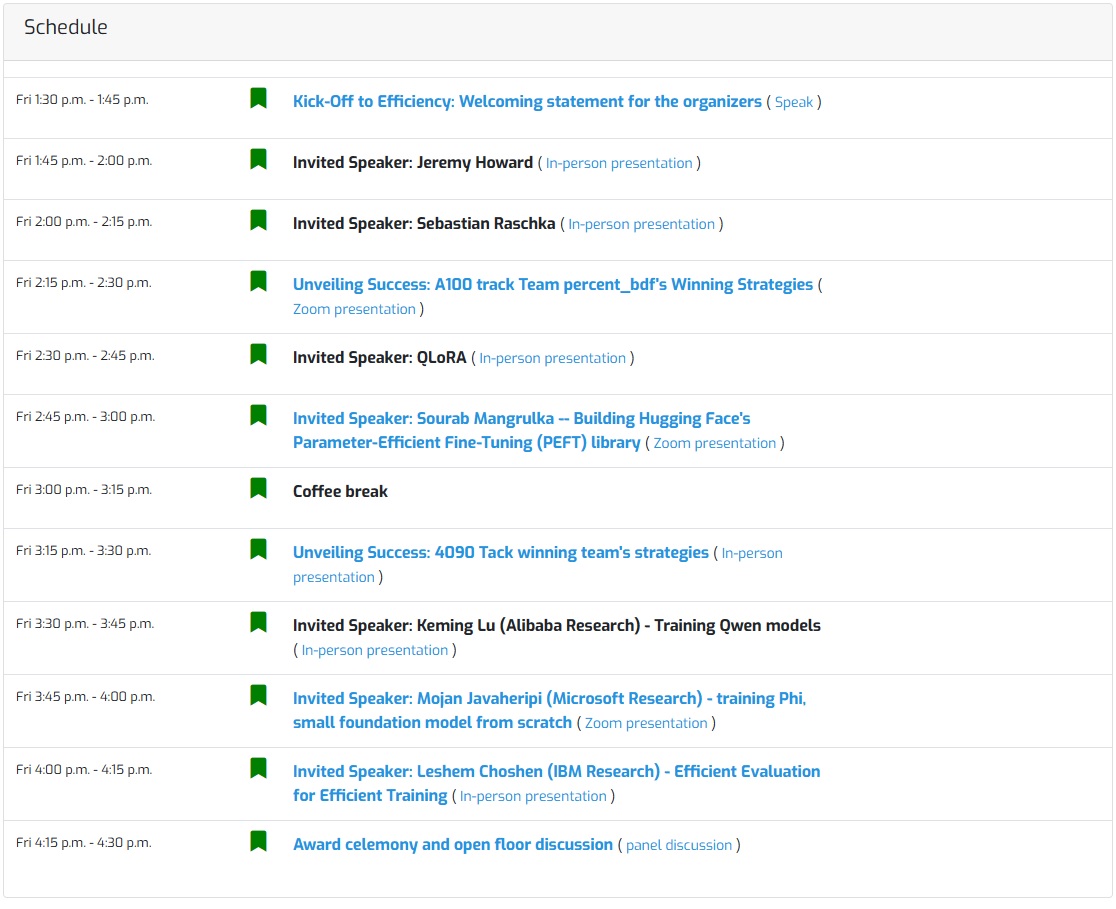 Schedule
Fri 1:30 p.m. - 1:45 p.m.
Kick-Off to Efficiency: Welcoming statement for the organizers ( Speak )
Fri 1:45 p.m. - 2:00 p.m.
Invited Speaker: Jeremy Howard ( In-person presentation )
Fri 2:00 p.m. - 2:15 p.m.
Invited Speaker: Sebastian Raschka ( In-person presentation )
Fri 2:15 p.m. - 2:30 p.m.
Unveiling Success: A100 track Team percent_bdf's Winning Strategies (
Zoom presentation )
Fri 2:30 p.m. - 2:45 p.m.
Invited Speaker: QLoRA ( In-person presentation )
Fri 2:45 p.m. - 3:00 p.m.
Invited Speaker: Sourab Mangrulka -- Building Hugging Face's
Parameter-Efficient Fine-Tuning (PEFT) library ( Zoom presentation )
Fri 3:00 p.m. - 3:15 p.m.
Coffee break
Fri 3:15 p.m. - 3:30 p.m.
Unveiling Success: 4090 Tack winning team's strategies ( In-person
presentation )
Fri 3:30 p.m. - 3:45 p.m.
Invited Speaker: Keming Lu (Alibaba Research) - Training Qwen models
( In-person presentation )
Fri 3:45 p.m. - 4:00 p.m.
Invited Speaker: Mojan Javaheripi (Microsoft Research) - training Phi,
small foundation model from scratch ( Zoom presentation )
Fri 4:00 p.m. - 4:15 p.m.
Invited Speaker: Leshem Choshen (IBM Research) - Efficient Evaluation
for Efficient Training ( In-person presentation )
Fri 4:15 p.m. - 4:30 p.m.
Award celemony and open floor discussion ( panel discussion )